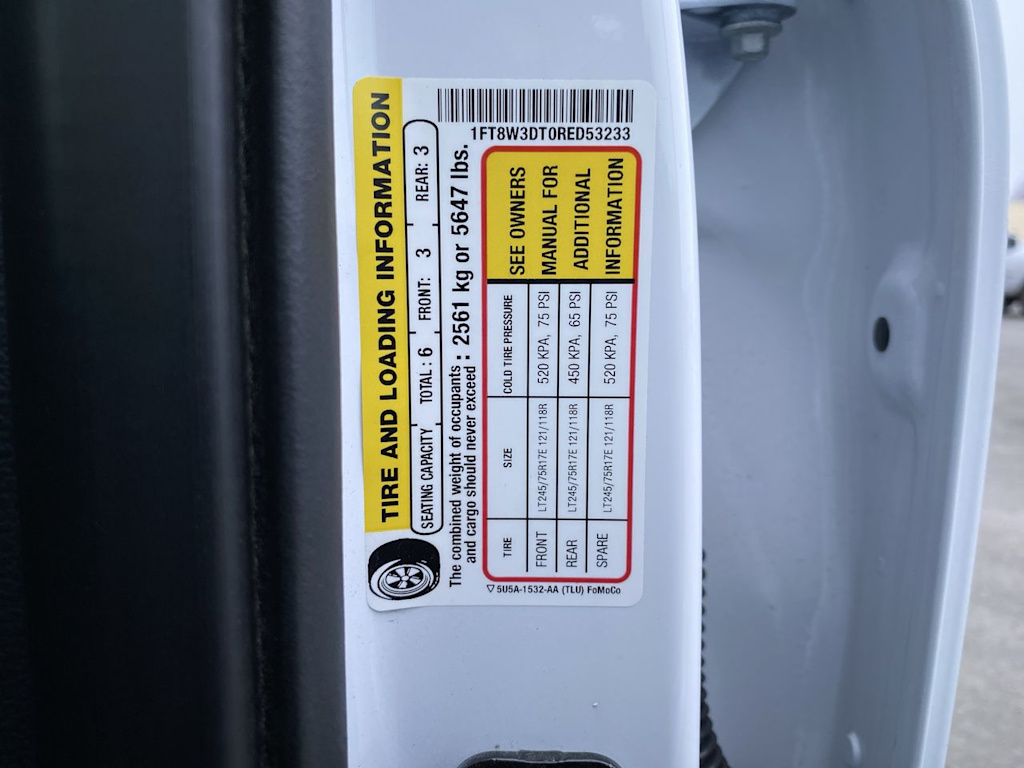 1FT8W3DT0RED53233
TIRE AND LOADING INFORMATION
SEATING CAPACITY TOTAL : 6 FRONT: 3 REAR: 3
The combined weight of occupants
and cargo should never exceed : 2561 kg or 5647 lbs.
TIRE SIZE COLD TIRE PRESSURE
FRONT LT245/75R17E 121/118R 520 KPA, 75 PSI
REAR LT245/75R17E 121/118R 450 KPA, 65 PSI
SPARE LT245/75R17E 121/118R 520 KPA, 75 PSI
SEE OWNERS
MANUAL FOR
ADDITIONAL
INFORMATION
5U5A-1532-AA (TLU) FoMoCo